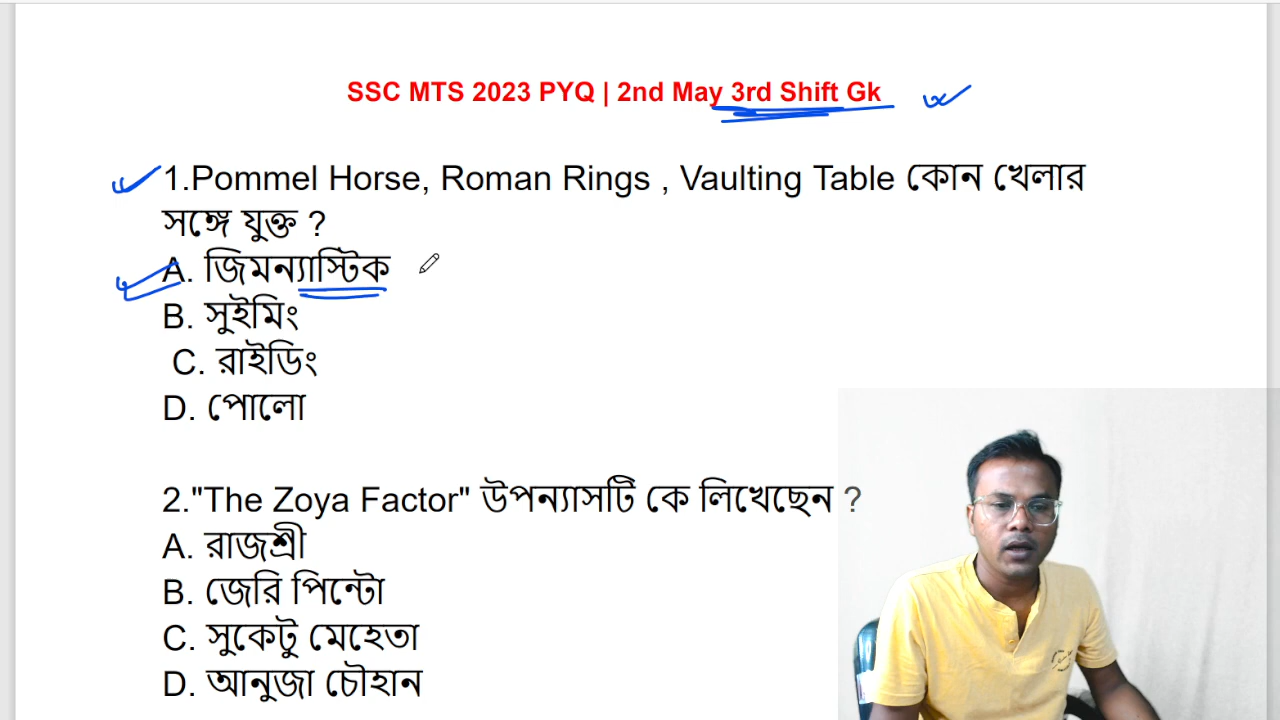 SSC MTS 2023 PYQ | 2nd May 3rd Shift Gk
1.Pommel Horse, Roman Rings , Vaulting Table কোন খেলার
সঙ্গে যুক্ত ?
A. জিমন্যাস্টিক
B. সুইমিং
C. রাইডিং
D. পোলো
2."The Zoya Factor" উপন্যাসটি কে লিখেছেন ?
A. রাজশ্রী
B. জেরি পিন্টো
C. সুকেটু মেহেতা
D. আনুজা চৌহান